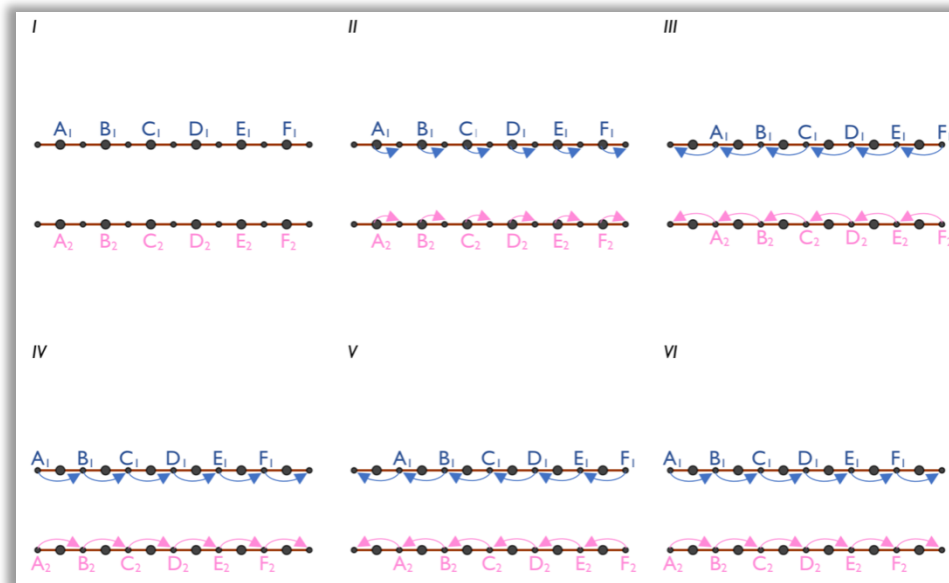 I II III
A₁ B₁ C₁ D₁ E₁ F₁ A₁ B₁ C₁ D₁ E₁ F₁ A₁ B₁ C₁ D₁ E₁ F₁
A₂ B₂ C₂ D₂ E₂ F₂ A₂ B₂ C₂ D₂ E₂ F₂ A₂ B₂ C₂ D₂ E₂ F₂
IV V VI
A₁ B₁ C₁ D₁ E₁ F₁ A₁ B₁ C₁ D₁ E₁ F₁ A₁ B₁ C₁ D₁ E₁ F₁
A₂ B₂ C₂ D₂ E₂ F₂ A₂ B₂ C₂ D₂ E₂ F₂ A₂ B₂ C₂ D₂ E₂ F₂